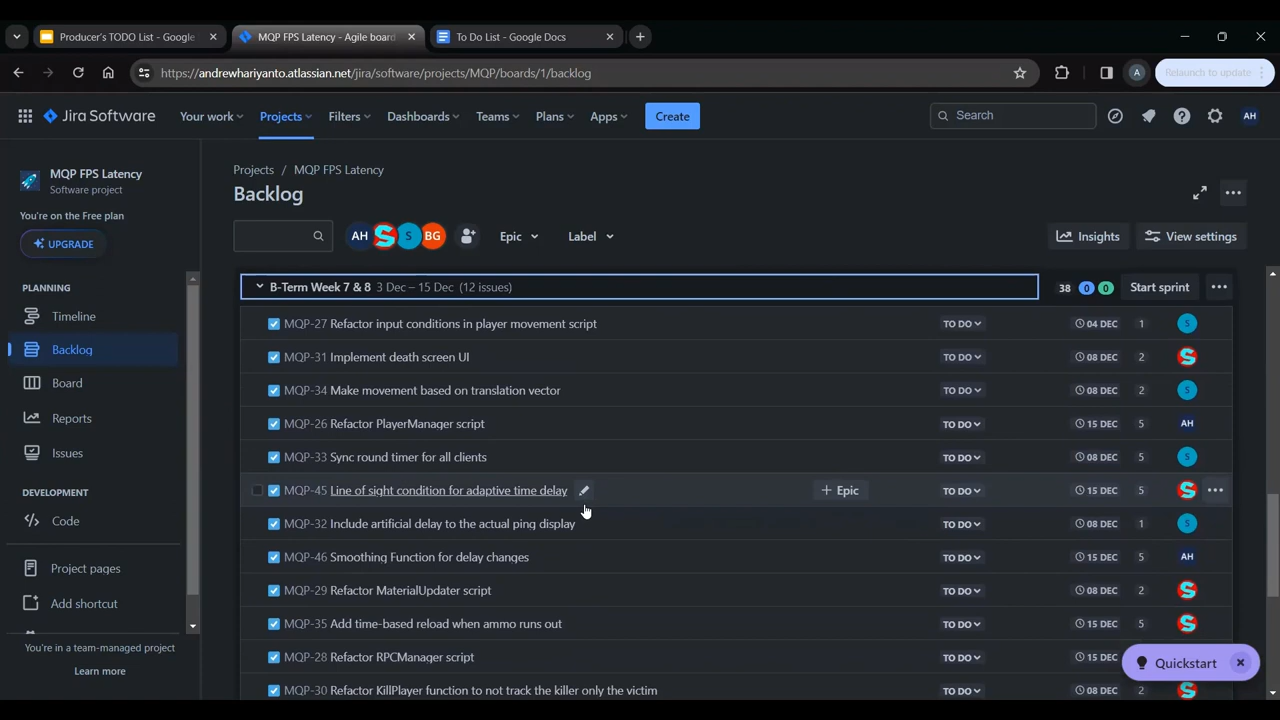 Producer's TODO List - Google
MQP FPS Latency - Agile board
To Do List - Google Docs
https://andrewhariyanto.atlassian.net/jira/software/projects/MQP/boards/1/backlog
A
Relaunch to update
Jira Software
Your work
Projects
Filters
Dashboards
Teams
Plans
Apps
Create
Search
AH
MQP FPS Latency
Software project
You're on the Free plan
UPGRADE
PLANNING
Timeline
Backlog
Board
Reports
Issues
DEVELOPMENT
Code
Project pages
Add shortcut
You're in a team-managed project
Learn more
Projects / MQP FPS Latency
Backlog
AH S S BG
Epic
Label
Insights
View settings
B-Term Week 7 & 8 3 Dec – 15 Dec (12 issues) 38 0 0 Start sprint
MQP-27 Refactor input conditions in player movement script TO DO 04 DEC 1 S
MQP-31 Implement death screen UI TO DO 08 DEC 2 S
MQP-34 Make movement based on translation vector TO DO 08 DEC 2 S
MQP-26 Refactor PlayerManager script TO DO 15 DEC 5 AH
MQP-33 Sync round timer for all clients TO DO 08 DEC 5 S
MQP-45 Line of sight condition for adaptive time delay + Epic TO DO 15 DEC 5 S
MQP-32 Include artificial delay to the actual ping display TO DO 08 DEC 1 S
MQP-46 Smoothing Function for delay changes TO DO 15 DEC 5 AH
MQP-29 Refactor MaterialUpdater script TO DO 08 DEC 2 S
MQP-35 Add time-based reload when ammo runs out TO DO 15 DEC 5 S
MQP-28 Refactor RPCManager script TO DO 15 DEC
MQP-30 Refactor KillPlayer function to not track the killer only the victim TO DO 08 DEC 2 S
Quickstart